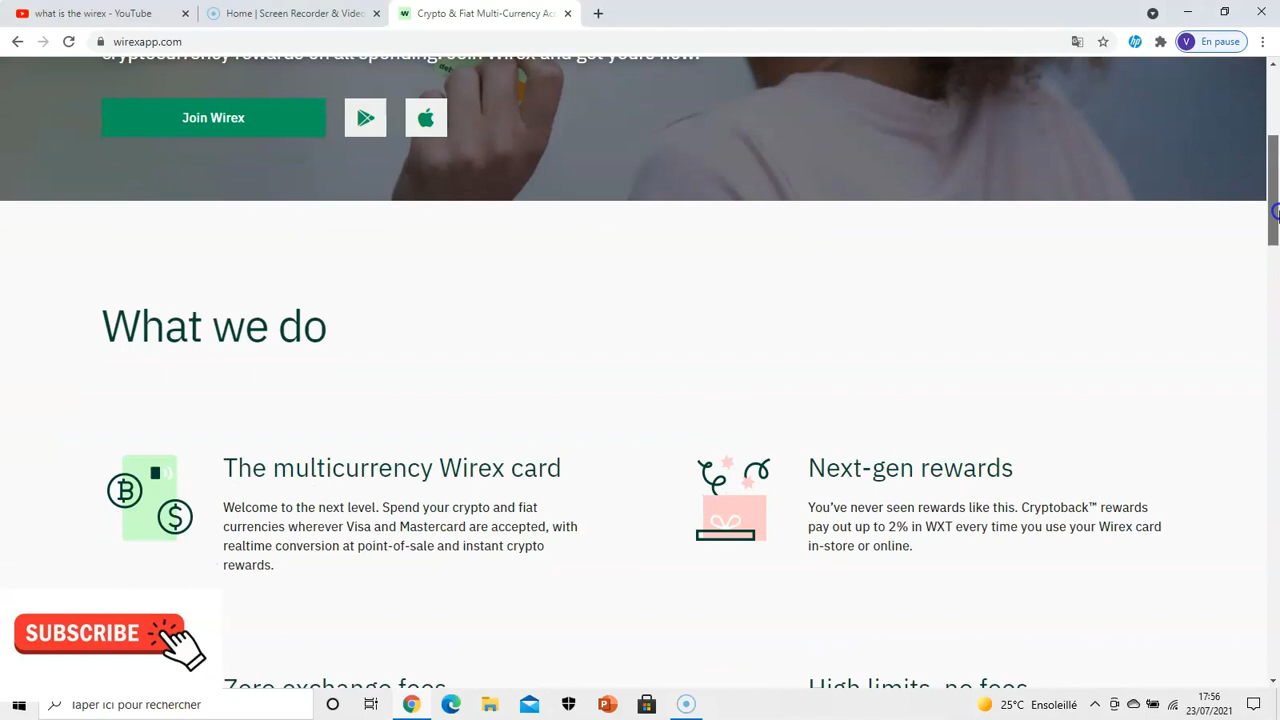 what is the wirex - YouTube
Home | Screen Recorder & Video
Crypto & Fiat Multi-Currency Acc
wirexapp.com
En pause
cryptocurrency rewards on all spending. Join Wirex and get yours now.
Join Wirex
What we do
The multicurrency Wirex card
Welcome to the next level. Spend your crypto and fiat
currencies wherever Visa and Mastercard are accepted, with
realtime conversion at point-of-sale and instant crypto
rewards.
Next-gen rewards
You've never seen rewards like this. Cryptoback™ rewards
pay out up to 2% in WXT every time you use your Wirex card
in-store or online.
SUBSCRIBE
Zero exchange fees
High limits, no fees
Taper ici pour rechercher
25°C Ensoleillé
17:56
23/07/2021